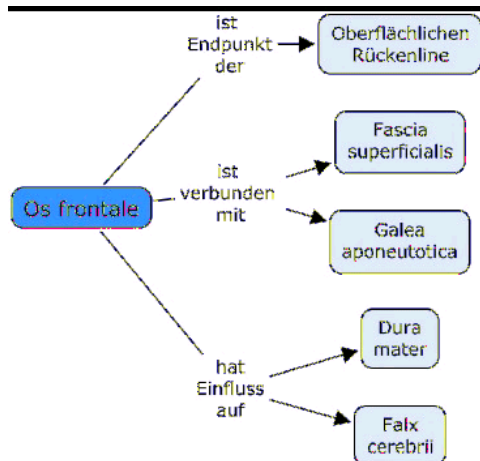 ist
Endpunkt
der
Oberflächlichen
Rückenline
Fascia
superficialis
ist
verbunden
mit
Os frontale
Galea
aponeutotica
Dura
mater
hat
Einfluss
auf
Falx
cerebrii